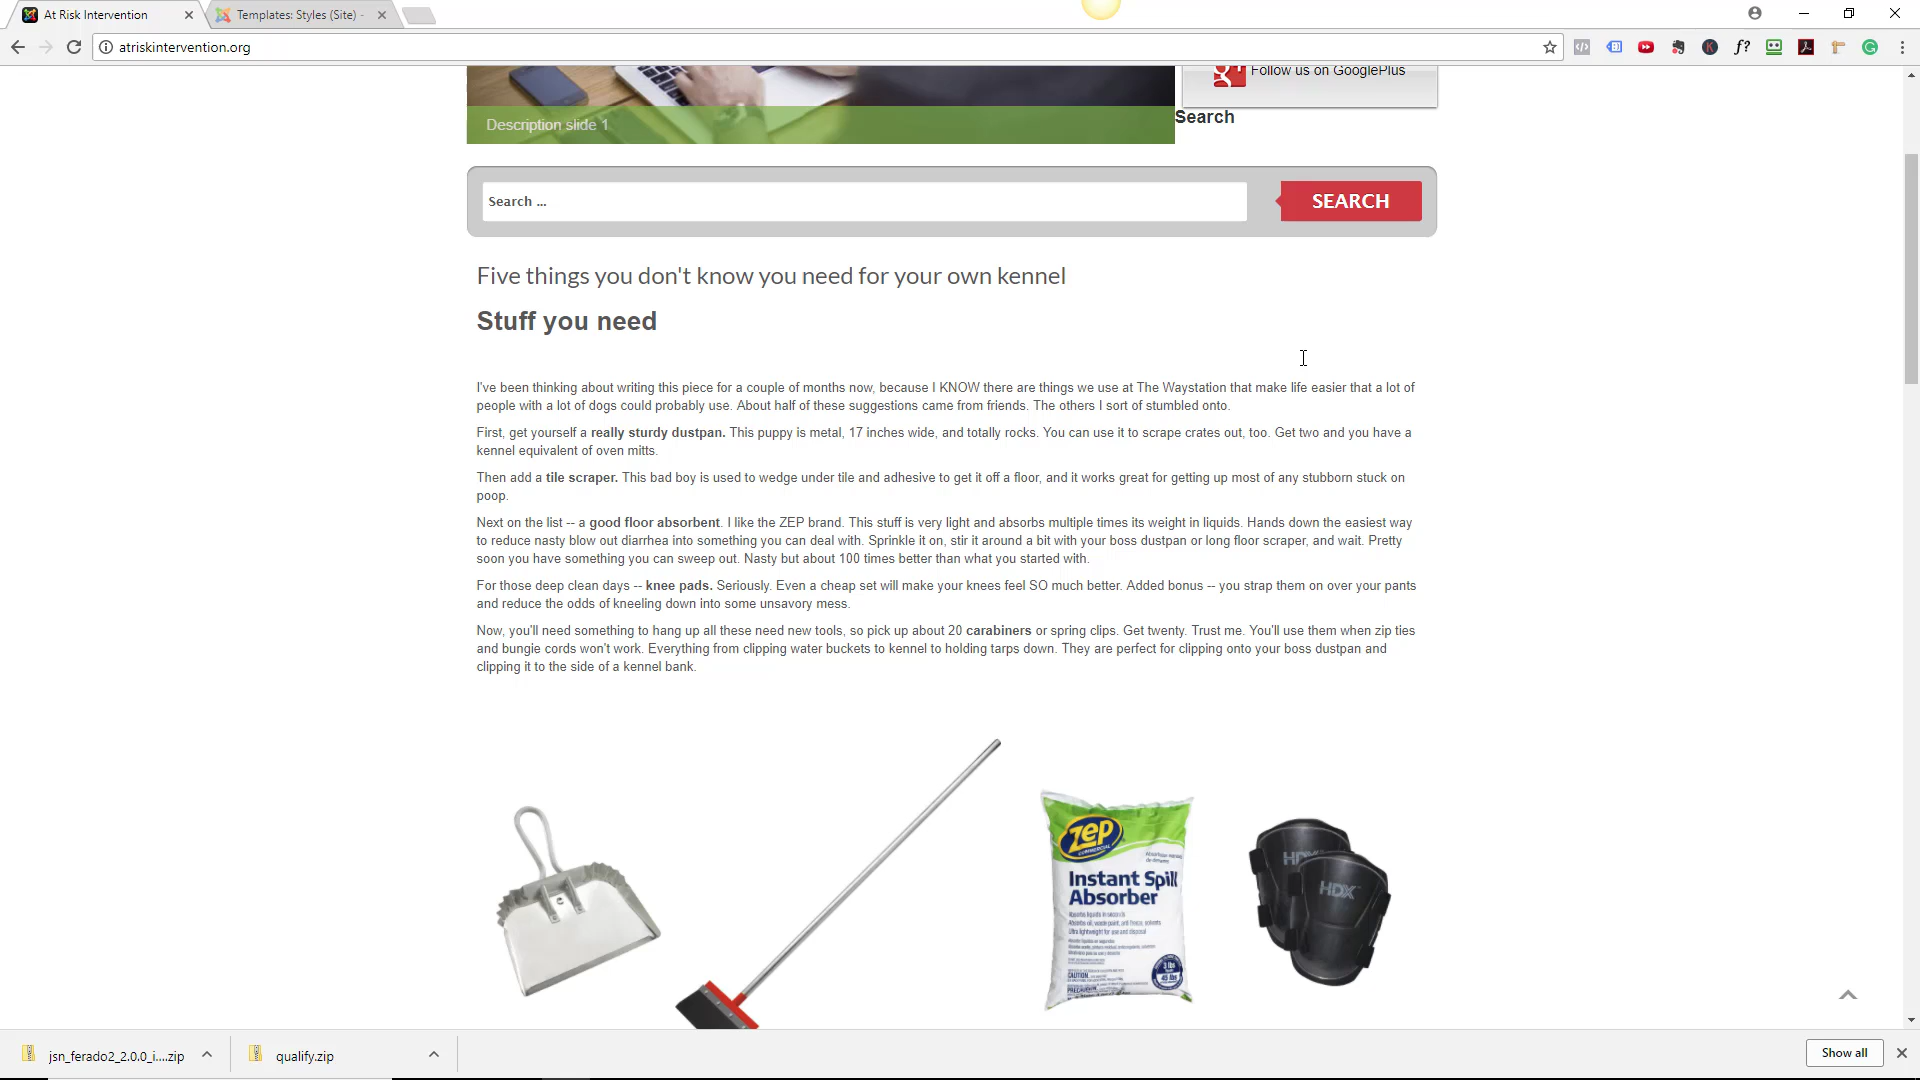 At Risk Intervention
Templates: Styles (Site) -
atriskintervention.org
Follow us on GooglePlus
Description slide 1
Search
Search ...
SEARCH
Five things you don't know you need for your own kennel
Stuff you need
I've been thinking about writing this piece for a couple of months now, because I KNOW there are things we use at The Waystation that make life easier that a lot of
people with a lot of dogs could probably use. About half of these suggestions came from friends. The others I sort of stumbled onto.
First, get yourself a really sturdy dustpan. This puppy is metal, 17 inches wide, and totally rocks. You can use it to scrape crates out, too. Get two and you have a
kennel equivalent of oven mitts.
Then add a tile scraper. This bad boy is used to wedge under tile and adhesive to get it off a floor, and it works great for getting up most of any stubborn stuck on
poop.
Next on the list -- a good floor absorbent. I like the ZEP brand. This stuff is very light and absorbs multiple times its weight in liquids. Hands down the easiest way
to reduce nasty blow out diarrhea into something you can deal with. Sprinkle it on, stir it around a bit with your boss dustpan or long floor scraper, and wait. Pretty
soon you have something you can sweep out. Nasty but about 100 times better than what you started with.
For those deep clean days -- knee pads. Seriously. Even a cheap set will make your knees feel SO much better. Added bonus -- you strap them on over your pants
and reduce the odds of kneeling down into some unsavory mess.
Now, you'll need something to hang up all these need new tools, so pick up about 20 carabiners or spring clips. Get twenty. Trust me. You'll use them when zip ties
and bungie cords won't work. Everything from clipping water buckets to kennel to holding tarps down. They are perfect for clipping onto your boss dustpan and
clipping it to the side of a kennel bank.
Zep
COMMERCIAL
Instant Spill
Absorber
Absorbs liquids in seconds
CAUTION
3 lbs
45 lbs
HDX
HDX
jsn_ferado2_2.0.0_i....zip
qualify.zip
Show all